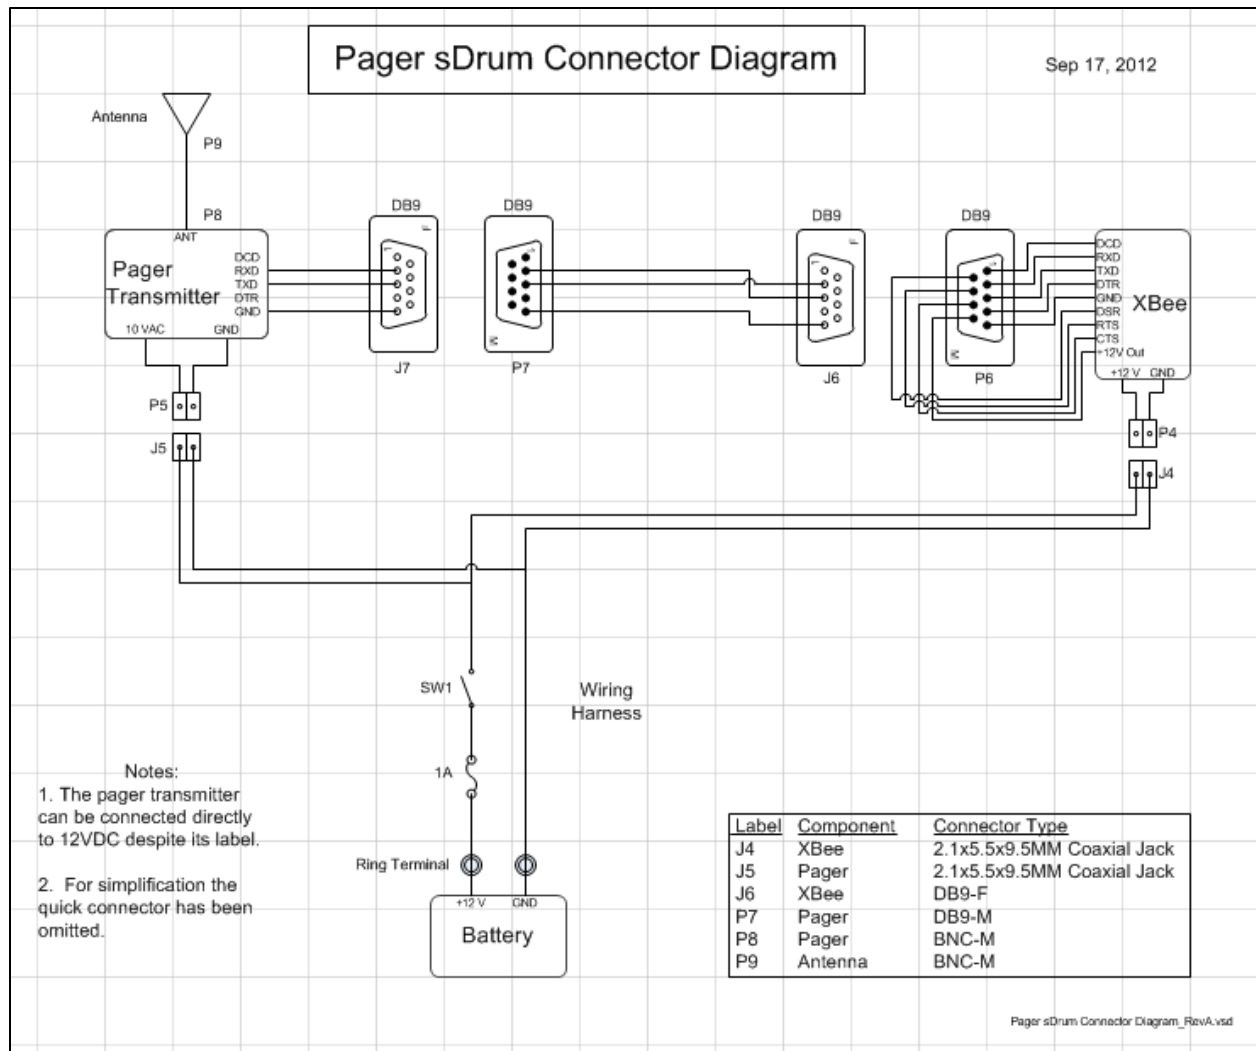 Pager sDrum Connector Diagram
Sep 17, 2012
Antenna
P9
P8
ANT
DCD
RXD
TXD
DTR
GND
Pager
Transmitter
10 VAC
GND
P5
J5
DB9
1
F
J7
DB9
1
M
P7
DB9
1
F
J6
DB9
1
M
P6
DCD
RXD
TXD
DTR
GND
DSR
RTS
CTS
+12V Out
XBee
+12 V
GND
P4
J4
SW1
Wiring
Harness
1A
Ring Terminal
+12 V
GND
Battery
Notes:
1. The pager transmitter
can be connected directly
to 12VDC despite its label.
2. For simplification the
quick connector has been
omitted.
Label Component Connector Type
J4 XBee 2.1x5.5x9.5MM Coaxial Jack
J5 Pager 2.1x5.5x9.5MM Coaxial Jack
J6 XBee DB9-F
P7 Pager DB9-M
P8 Pager BNC-M
P9 Antenna BNC-M
Pager sDrum Connector Diagram_RevA.vsd